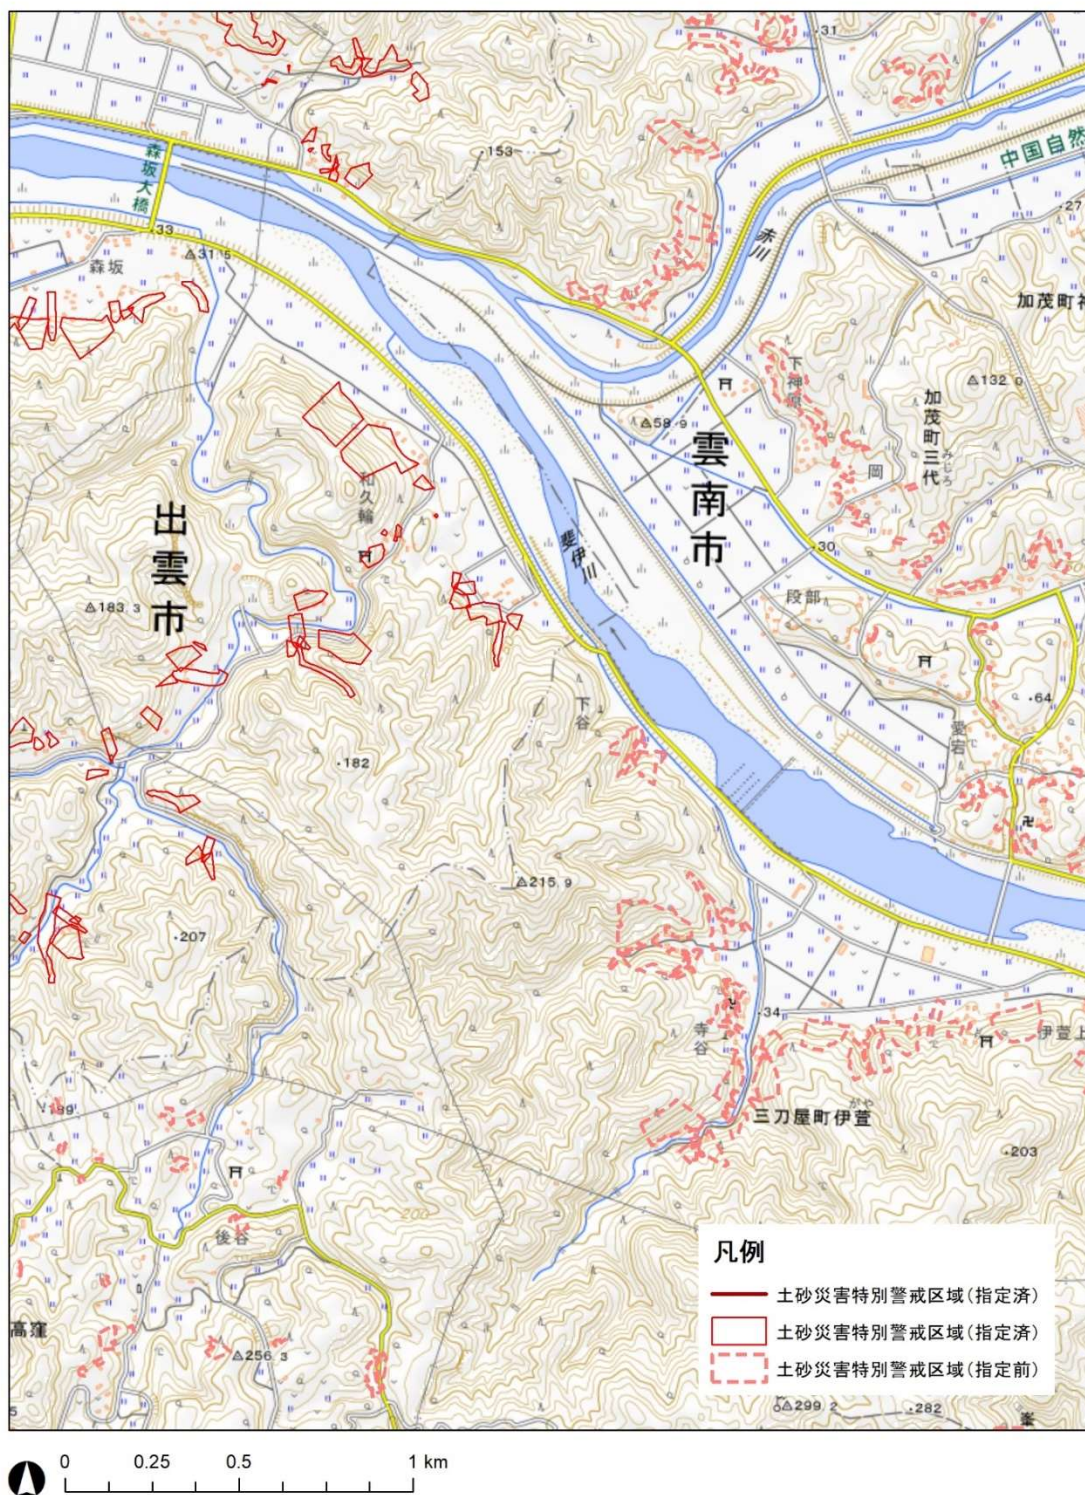 31
153
中国自然
森坂大橋
27
33
31.5
森坂
赤川
加茂町神
下神原
132.0
加茂町三代
みじろ
58.9
岡
雲南市
和久輪
出雲市
斐伊川
30
183.3
段部
64
下谷
愛宕
182
215.9
207
34
寺谷
伊萱上
189
三刀屋町伊萱
がや
203
200
後谷
凡例
土砂災害特別警戒区域(指定済)
土砂災害特別警戒区域(指定済)
土砂災害特別警戒区域(指定前)
高窪
256.3
299.2
282
峯
5
0 0.25 0.5 1 km